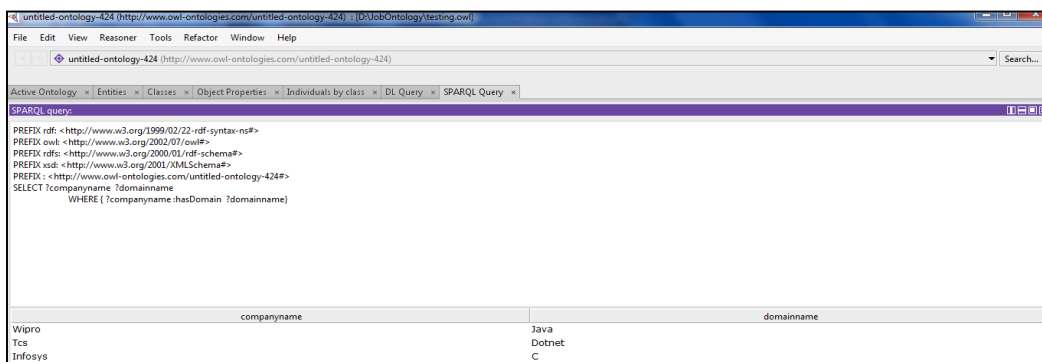 untitled-ontology-424 (http://www.owl-ontologies.com/untitled-ontology-424) : [D:\JobOntology\testing.owl]
File Edit View Reasoner Tools Refactor Window Help
untitled-ontology-424 (http://www.owl-ontologies.com/untitled-ontology-424) Search...
Active Ontology × Entities × Classes × Object Properties × Individuals by class × DL Query × SPARQL Query ×
SPARQL query:
PREFIX rdf: <http://www.w3.org/1999/02/22-rdf-syntax-ns#>
PREFIX owl: <http://www.w3.org/2002/07/owl#>
PREFIX rdfs: <http://www.w3.org/2000/01/rdf-schema#>
PREFIX xsd: <http://www.w3.org/2001/XMLSchema#>
PREFIX : <http://www.owl-ontologies.com/untitled-ontology-424#>
SELECT ?companyname ?domainname
WHERE { ?companyname :hasDomain ?domainname}
companyname domainname
Wipro Java
Tcs Dotnet
Infosys C